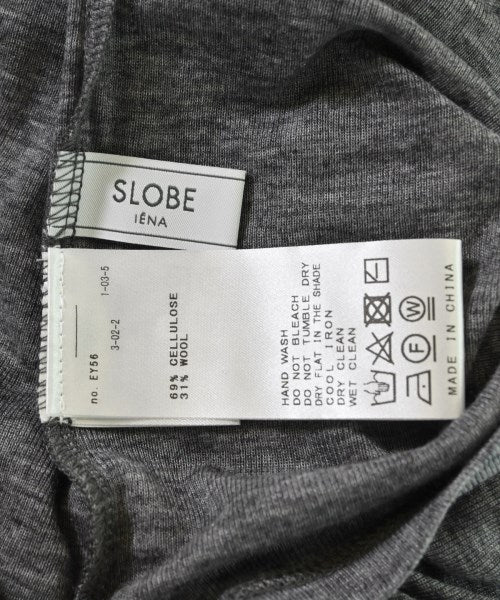 SLOBE
IÉNA
1-03-5
3-02-2
no. EY56
69% CELLULOSE
31% WOOL
HAND WASH
DO NOT BLEACH
DO NOT TUMBLE DRY
DRY FLAT IN THE SHADE
COOL IRON
DRY CLEAN
WET CLEAN
F
W
MADE IN CHINA